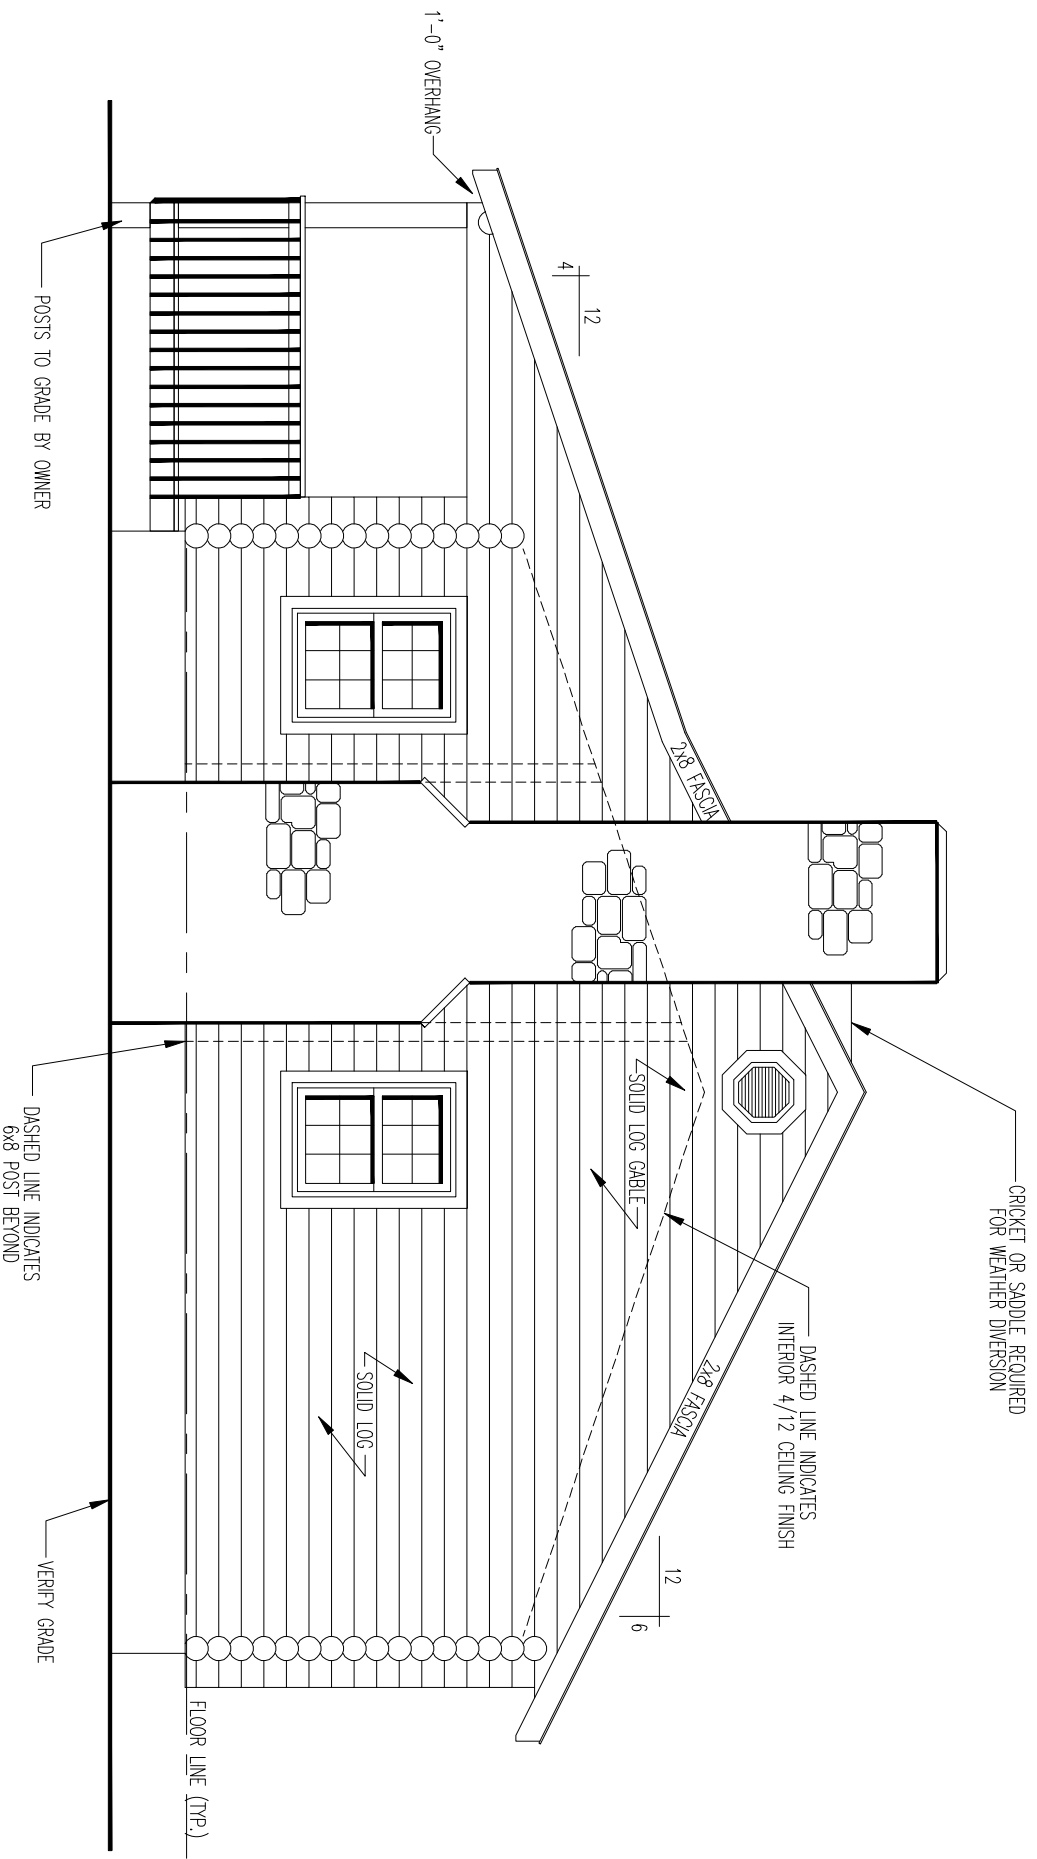 CRICKET OR SADDLE REQUIRED
FOR WEATHER DIVERSION
DASHED LINE INDICATES
INTERIOR 4/12 CEILING FINISH
12
6
2x8 FASCIA
2x8 FASCIA
SOLID LOG GABLE
12
4
1'-0" OVERHANG
SOLID LOG
FLOOR LINE (TYP.)
POSTS TO GRADE BY OWNER
DASHED LINE INDICATES
6x8 POST BEYOND
VERIFY GRADE